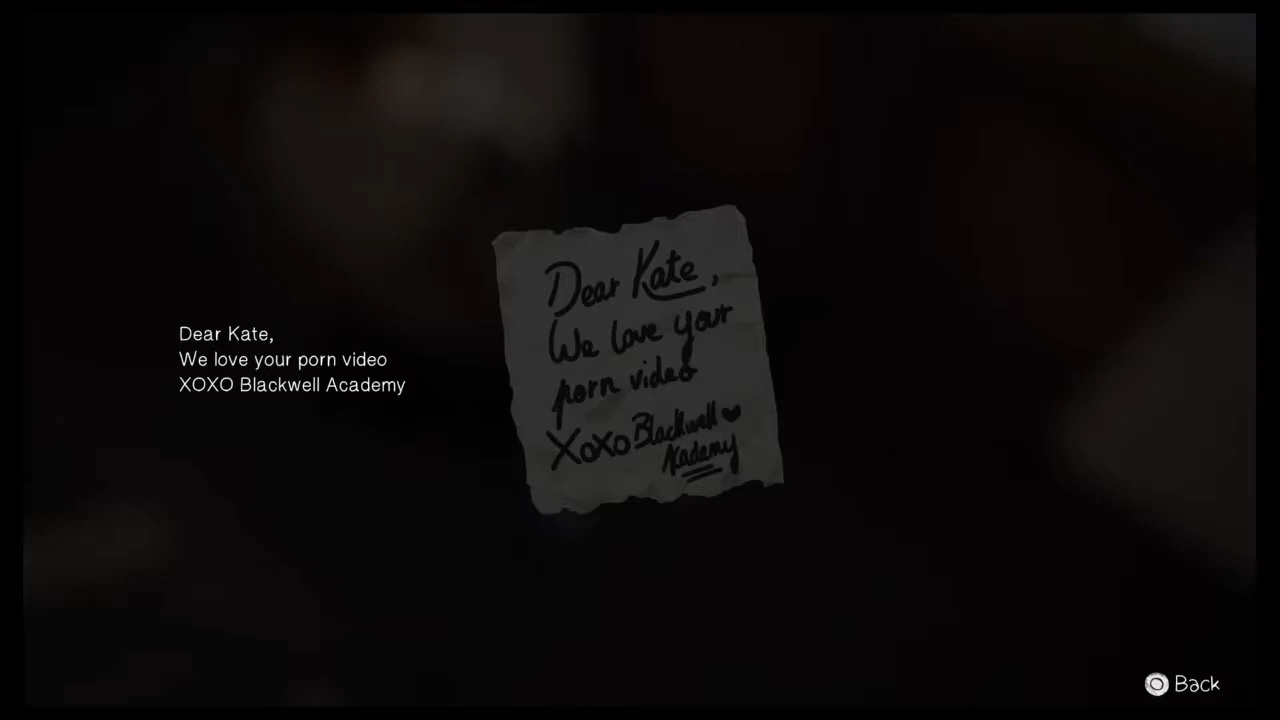 Dear Kate,
We love your porn video
XOXO Blackwell Academy
Dear Kate,
We love your
porn video
XoXo Blackwell
Academy
Back